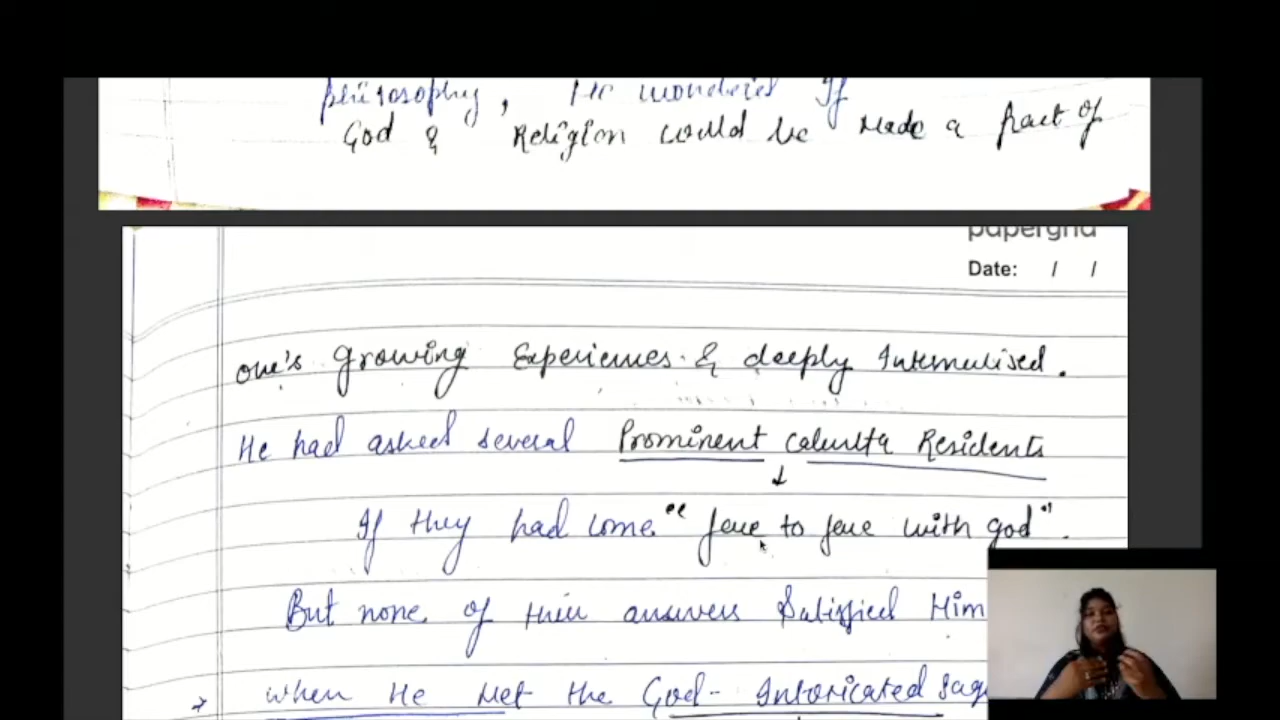 philosophy, He wondered If
God & Religion could be made a part of
papergrid
Date: / /
one's growing Experiences & deeply Internalised.
He had asked several Prominent Calcutta Residents
↓
If they had come "face to face with god".
But none of their answers Satisfied Him
→ when He met the God-Intoxicated sag